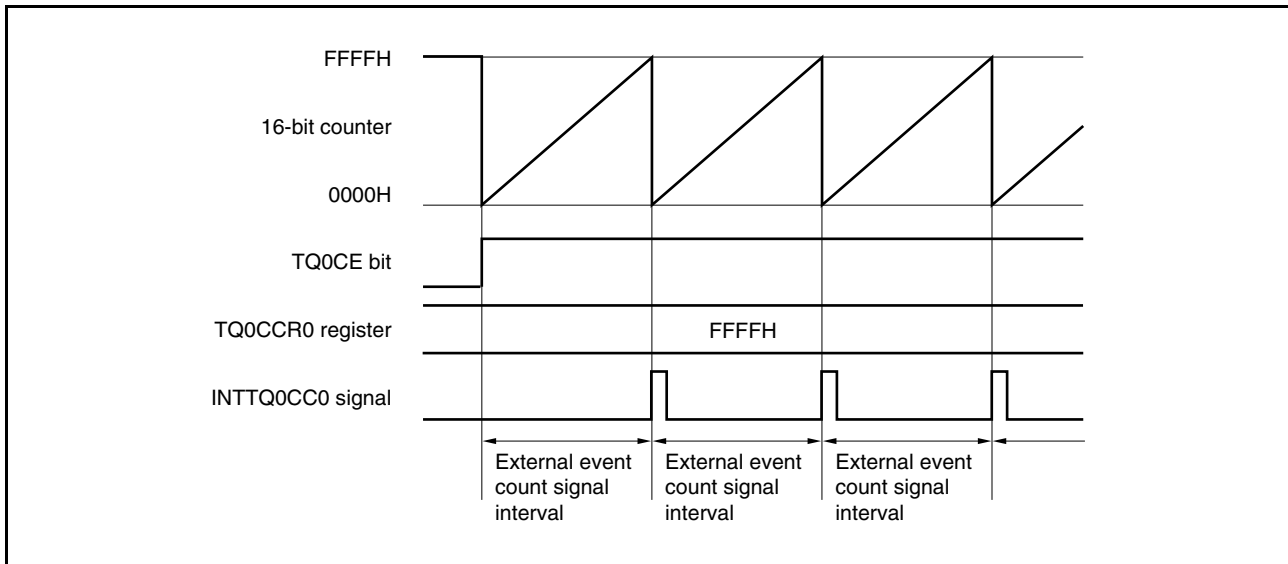 FFFFH
16-bit counter
0000H
TQ0CE bit
TQ0CCR0 register
FFFFH
INTTQ0CC0 signal
External event
count signal
interval
External event
count signal
interval
External event
count signal
interval